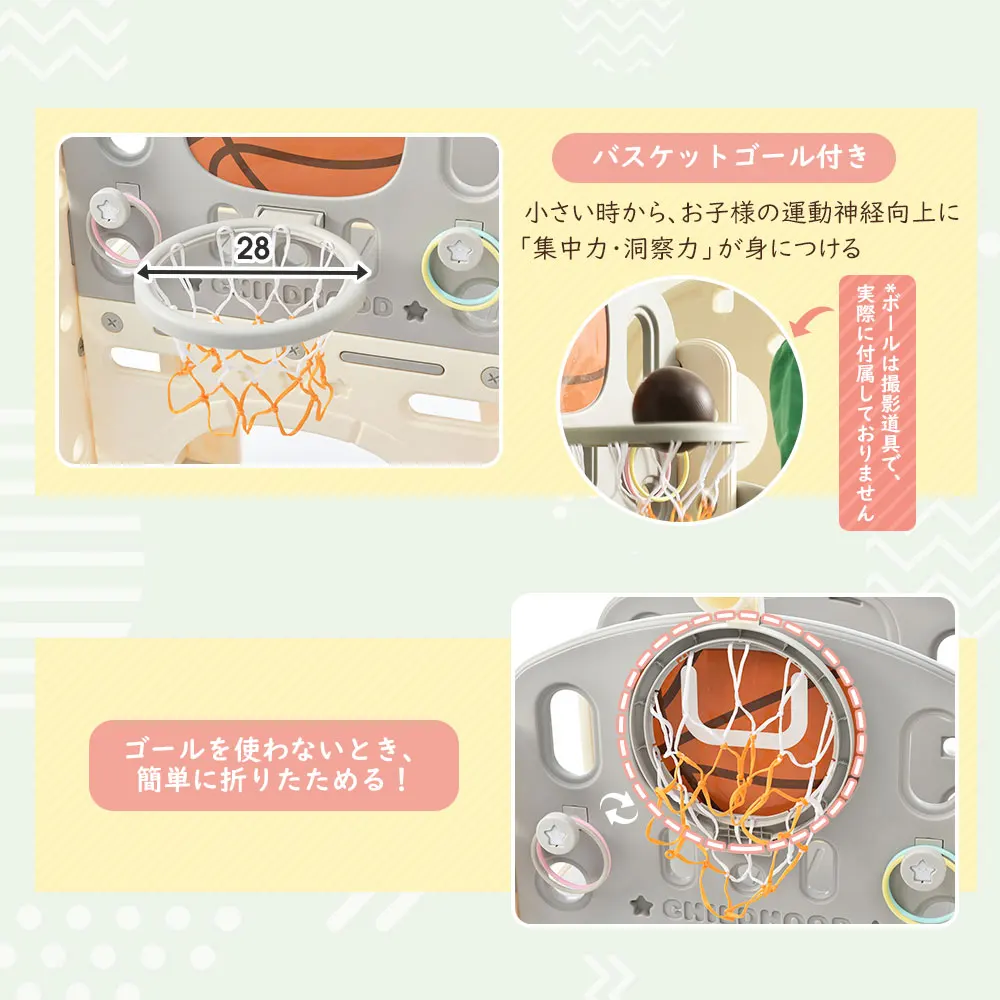 バスケットゴール付き
小さい時から、お子様の運動神経向上に
「集中力・洞察力」が身につける
28
CHILDHOOD
*ボールは撮影道具で、
実際に付属しておりません
ゴールを使わないとき、
簡単に折りたためる！
CHILDHOOD